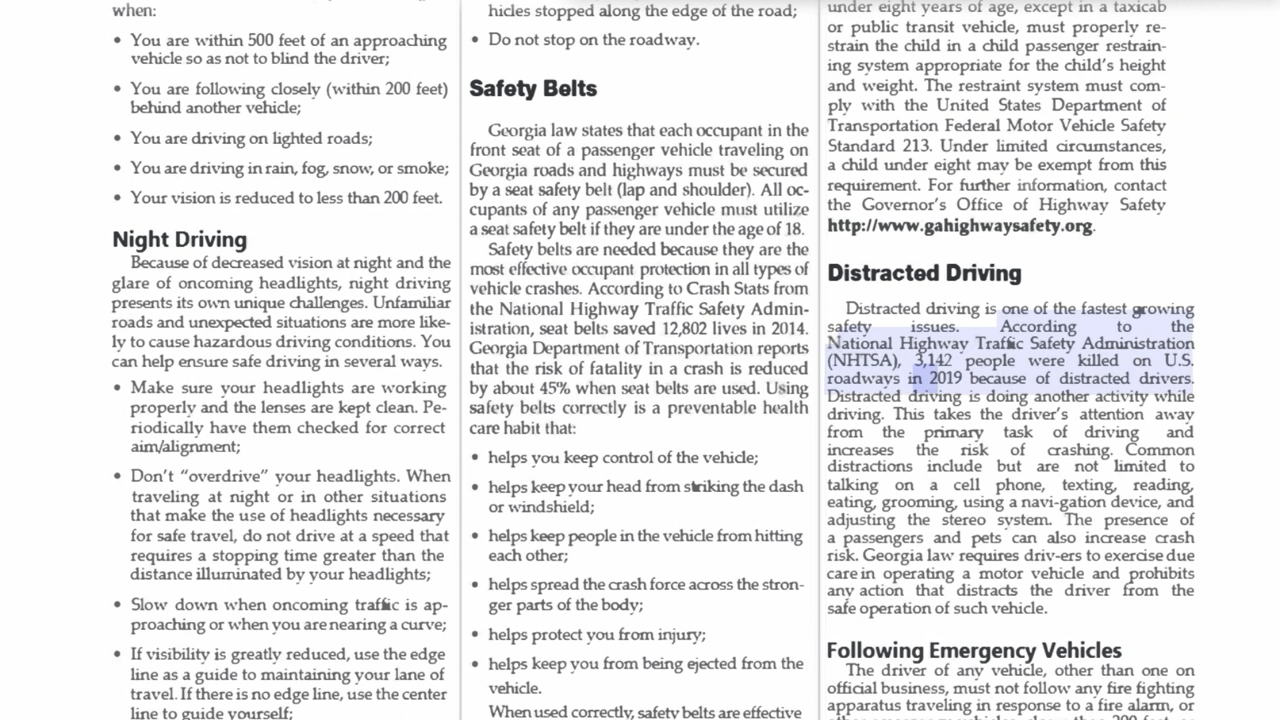 when:
• You are within 500 feet of an approaching
vehicle so as not to blind the driver;
• You are following closely (within 200 feet)
behind another vehicle;
• You are driving on lighted roads;
• You are driving in rain, fog, snow, or smoke;
• Your vision is reduced to less than 200 feet.
Night Driving
Because of decreased vision at night and the
glare of oncoming headlights, night driving
presents its own unique challenges. Unfamiliar
roads and unexpected situations are more like-
ly to cause hazardous driving conditions. You
can help ensure safe driving in several ways.
• Make sure your headlights are working
properly and the lenses are kept clean. Pe-
riodically have them checked for correct
aim/alignment;
• Don't “overdrive” your headlights. When
traveling at night or in other situations
that make the use of headlights necessary
for safe travel, do not drive at a speed that
requires a stopping time greater than the
distance illuminated by your headlights;
• Slow down when oncoming traffic is ap-
proaching or when you are nearing a curve;
• If visibility is greatly reduced, use the edge
line as a guide to maintaining your lane of
travel. If there is no edge line, use the center
line to guide yourself;
hicles stopped along the edge of the road;
• Do not stop on the roadway.
Safety Belts
Georgia law states that each occupant in the
front seat of a passenger vehicle traveling on
Georgia roads and highways must be secured
by a seat safety belt (lap and shoulder). All oc-
cupants of any passenger vehicle must utilize
a seat safety belt if they are under the age of 18.
Safety belts are needed because they are the
most effective occupant protection in all types of
vehicle crashes. According to Crash Stats from
the National Highway Traffic Safety Admin-
istration, seat belts saved 12,802 lives in 2014.
Georgia Department of Transportation reports
that the risk of fatality in a crash is reduced
by about 45% when seat belts are used. Using
safety belts correctly is a preventable health
care habit that:
• helps you keep control of the vehicle;
• helps keep your head from striking the dash
or windshield;
• helps keep people in the vehicle from hitting
each other;
• helps spread the crash force across the stron-
ger parts of the body;
• helps protect you from injury;
• helps keep you from being ejected from the
vehicle.
When used correctly, safety belts are effective
under eight years of age, except in a taxicab
or public transit vehicle, must properly re-
strain the child in a child passenger restrain-
ing system appropriate for the child's height
and weight. The restraint system must com-
ply with the United States Department of
Transportation Federal Motor Vehicle Safety
Standard 213. Under limited circumstances,
a child under eight may be exempt from this
requirement. For further information, contact
the Governor's Office of Highway Safety
http://www.gahighwaysafety.org.
Distracted Driving
Distracted driving is one of the fastest growing
safety issues. According to the
National Highway Traffic Safety Administration
(NHTSA), 3,142 people were killed on U.S.
roadways in 2019 because of distracted drivers.
Distracted driving is doing another activity while
driving. This takes the driver's attention away
from the primary task of driving and
increases the risk of crashing. Common
distractions include but are not limited to
talking on a cell phone, texting, reading,
eating, grooming, using a navi-gation device, and
adjusting the stereo system. The presence of
a passengers and pets can also increase crash
risk. Georgia law requires driv-ers to exercise due
care in operating a motor vehicle and prohibits
any action that distracts the driver from the
safe operation of such vehicle.
Following Emergency Vehicles
The driver of any vehicle, other than one on
official business, must not follow any fire fighting
apparatus traveling in response to a fire alarm, or